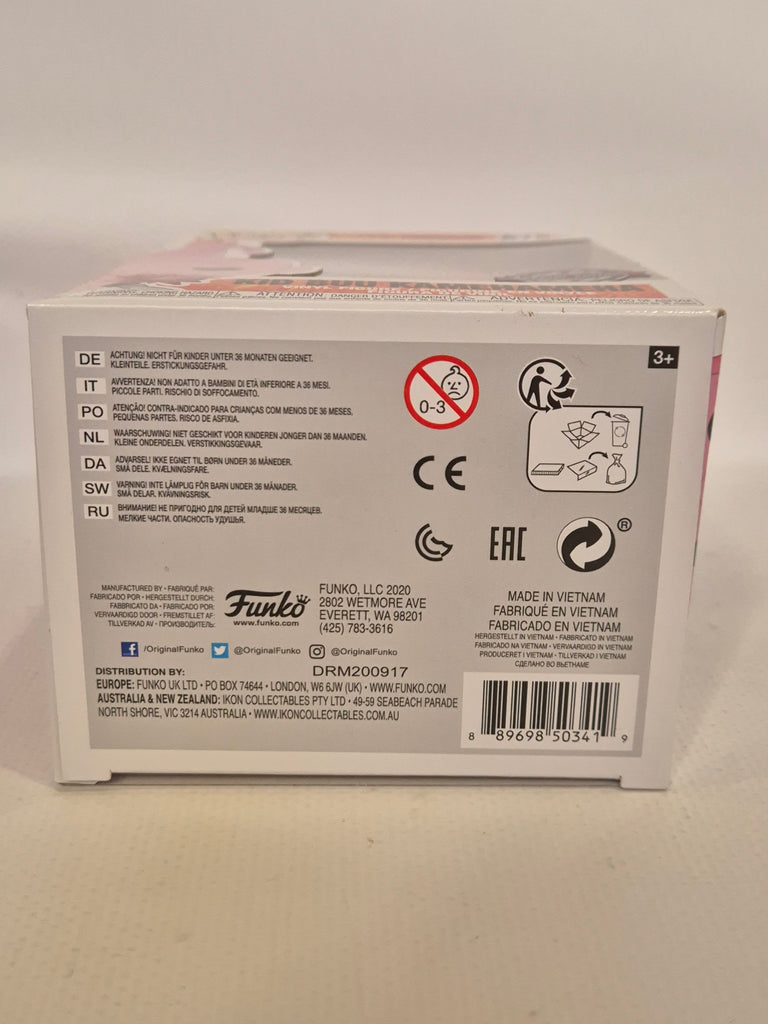 ATTENTION
DE ACHTUNG! NICHT FÜR KINDER UNTER 36 MONATEN GEEIGNET.
KLEINTEILE. ERSTICKUNGSGEFAHR.
IT AVVERTENZA! NON ADATTO A BAMBINI DI ETÀ INFERIORE A 36 MESI.
PICCOLE PARTI. RISCHIO DI SOFFOCAMENTO.
PO ATENÇÃO! CONTRA-INDICADO PARA CRIANÇAS COM MENOS DE 36 MESES,
PEQUENAS PARTES. RISCO DE ASFIXIA.
NL WAARSCHUWING! NIET GESCHIKT VOOR KINDEREN JONGER DAN 36 MAANDEN.
KLEINE ONDERDELEN. VERSTIKKINGSGEVAAR.
DA ADVARSEL! IKKE EGNET TIL BØRN UNDER 36 MÅNEDER.
SMÅ DELE. KVÆLNINGSFARE.
SW VARNING! INTE LÄMPLIG FÖR BARN UNDER 36 MÅNADER.
SMÅ DELAR. KVÄVNINGSRISK.
RU ВНИМАНИЕ! НЕ ПРИГОДНО ДЛЯ ДЕТЕЙ МЛАДШЕ 36 МЕСЯЦЕВ.
МЕЛКИЕ ЧАСТИ. ОПАСНОСТЬ УДУШЬЯ.
0-3
3+
CE
EAC
®
MANUFACTURED BY • FABRIQUÉ PAR:
FABRICADO POR • HERGESTELLT DURCH:
FABBRICATO DA • FABRICADO POR:
VERVAARDIGD DOOR • FREMSTILLET AF:
TILLVERKAD AV • ПРОИЗВОДИТЕЛЬ:
Funko
www.funko.com
FUNKO, LLC 2020
2802 WETMORE AVE
EVERETT, WA 98201
(425) 783-3616
/OriginalFunko @OriginalFunko @OriginalFunko
DRM200917
DISTRIBUTION BY:
EUROPE: FUNKO UK LTD • PO BOX 74644 • LONDON, W6 6JW (UK) • WWW.FUNKO.COM
AUSTRALIA & NEW ZEALAND: IKON COLLECTABLES PTY LTD • 49-59 SEABEACH PARADE
NORTH SHORE, VIC 3214 AUSTRALIA • WWW.IKONCOLLECTABLES.COM.AU
MADE IN VIETNAM
FABRIQUÉ EN VIETNAM
FABRICADO EN VIETNAM
HERGESTELLT IN VIETNAM • FABBRICATO IN VIETNAM
FABRICADO NA VIETNAM • VERVAARDIGD IN VIETNAM
PRODUCERET I VIETNAM • TILLVERKAD I VIETNAM
СДЕЛАНО ВО ВЬЕТНАМЕ
8 89698 50341 9